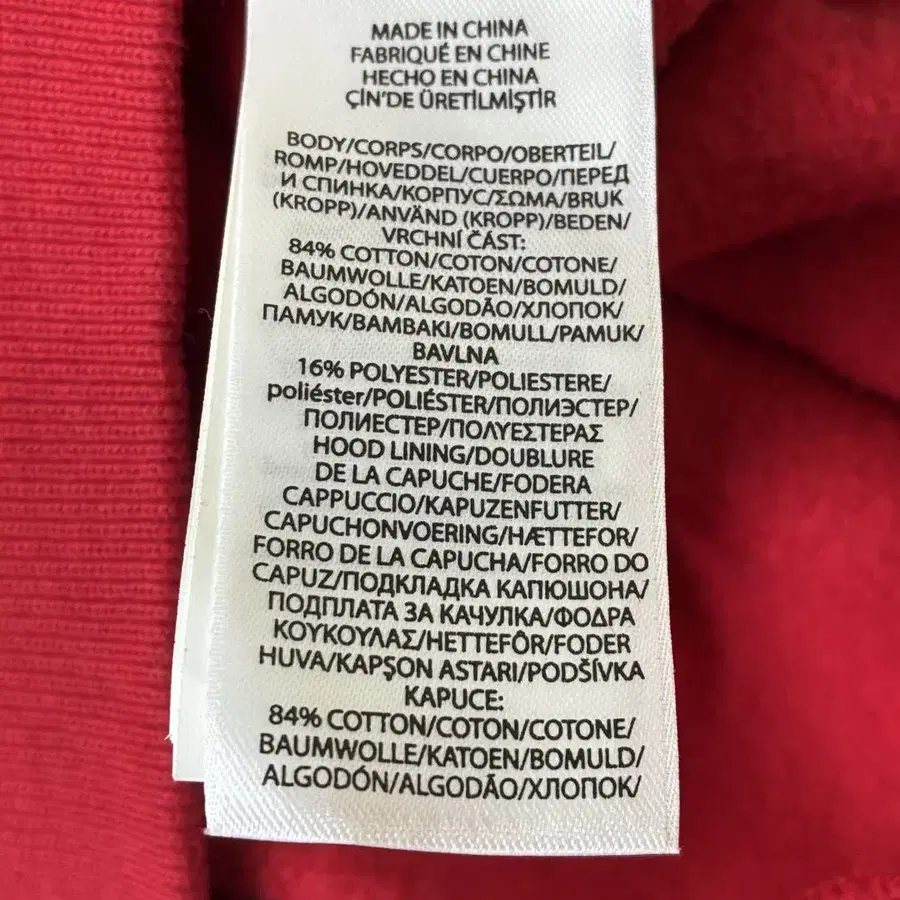 MADE IN CHINA
FABRIQUÉ EN CHINE
HECHO EN CHINA
ÇİN'DE ÜRETİLMİŞTİR
BODY/CORPS/CORPO/OBERTEIL/
ROMP/HOVEDDEL/CUERPO/ПЕРЕД
И СПИНКА/КОРПУС/ΣΩΜΑ/BRUK
(KROPP)/ANVÄND (KROPP)/BEDEN/
VRCHNÍ ČÁST:
84% COTTON/COTON/COTONE/
BAUMWOLLE/KATOEN/BOMULD/
ALGODÓN/ALGODÃO/ХЛОПОК/
ПАМУК/BAMBAKI/BOMULL/PAMUK/
BAVLNA
16% POLYESTER/POLIESTERE/
poliéster/POLIÉSTER/ПОЛИЭСТЕР/
ПОЛИЕСТЕР/ΠΟΛΥΕΣΤΕΡΑΣ
HOOD LINING/DOUBLURE
DE LA CAPUCHE/FODERA
CAPPUCCIO/KAPUZENFUTTER/
CAPUCHONVOERING/HÆTTEFOR/
FORRO DE LA CAPUCHA/FORRO DO
CAPUZ/ПОДКЛАДКА КАПЮШОНА/
ПОДПЛАТА ЗА КАЧУЛКА/ΦΟΔΡΑ
ΚΟΥΚΟΥΛΑΣ/HETTEFÔR/FODER
HUVA/KAPŞON ASTARI/PODŠÍVKA
KAPUCE:
84% COTTON/COTON/COTONE/
BAUMWOLLE/KATOEN/BOMULD/
ALGODÓN/ALGODÃO/ХЛОПОК/